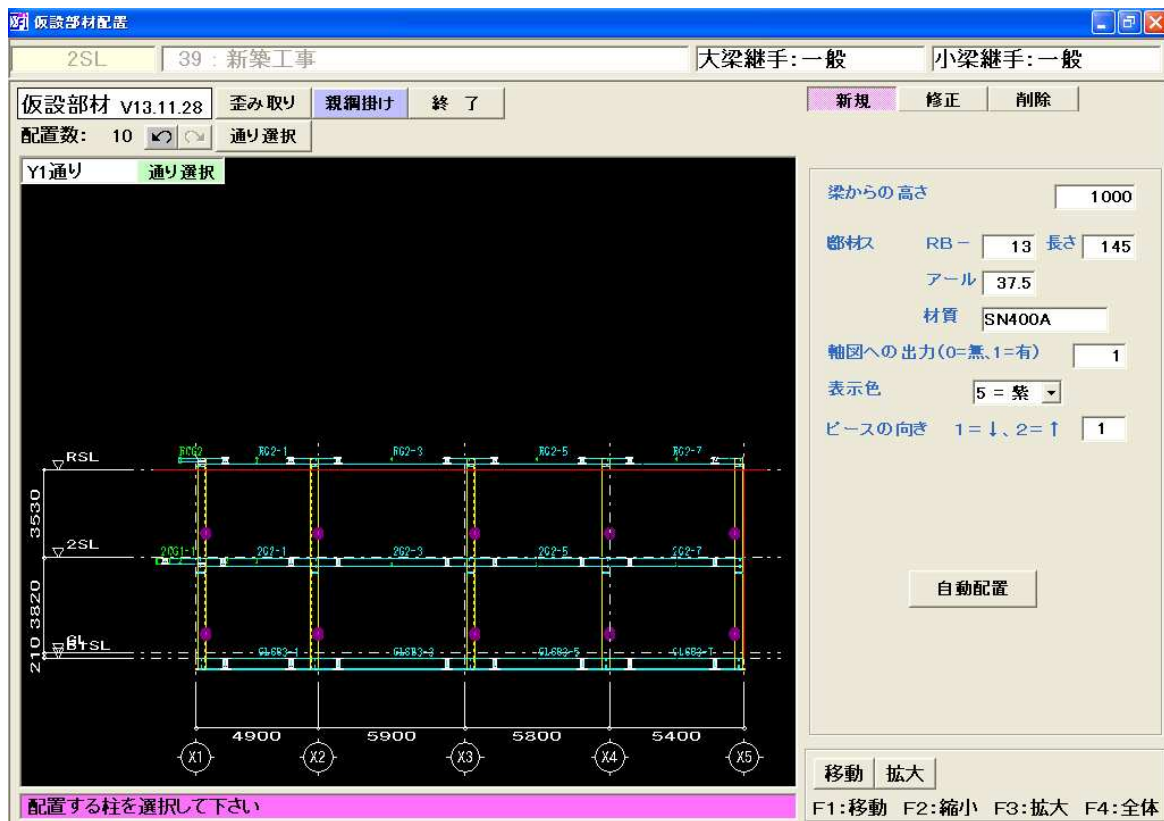 仮設部材配置
2SL
39：新築工事
大梁継手：一般
小梁継手：一般
仮設部材 V13.11.28
歪み取り
親綱掛け
終 了
新規
修正
削除
配置数： 10
通り選択
Y1通り
通り選択
梁からの高さ 1000
RB－ 13 長さ 145
アール 37.5
材質 SN400A
軸図への出力(0=無、1=有) 1
表示色 5 = 紫
ピースの向き 1＝↓、2＝↑ 1
自動配置
RCG2 RG2-1 RG2-3 RG2-5 RG2-7
RSL
3530
2SL
2CG1-1 2G2-1 2G2-3 2G2-5 2G2-7
3820
210
4900 5900 5800 5400
X1 X2 X3 X4 X5
配置する柱を選択して下さい
移動
拡大
F1：移動 F2：縮小 F3：拡大 F4：全体